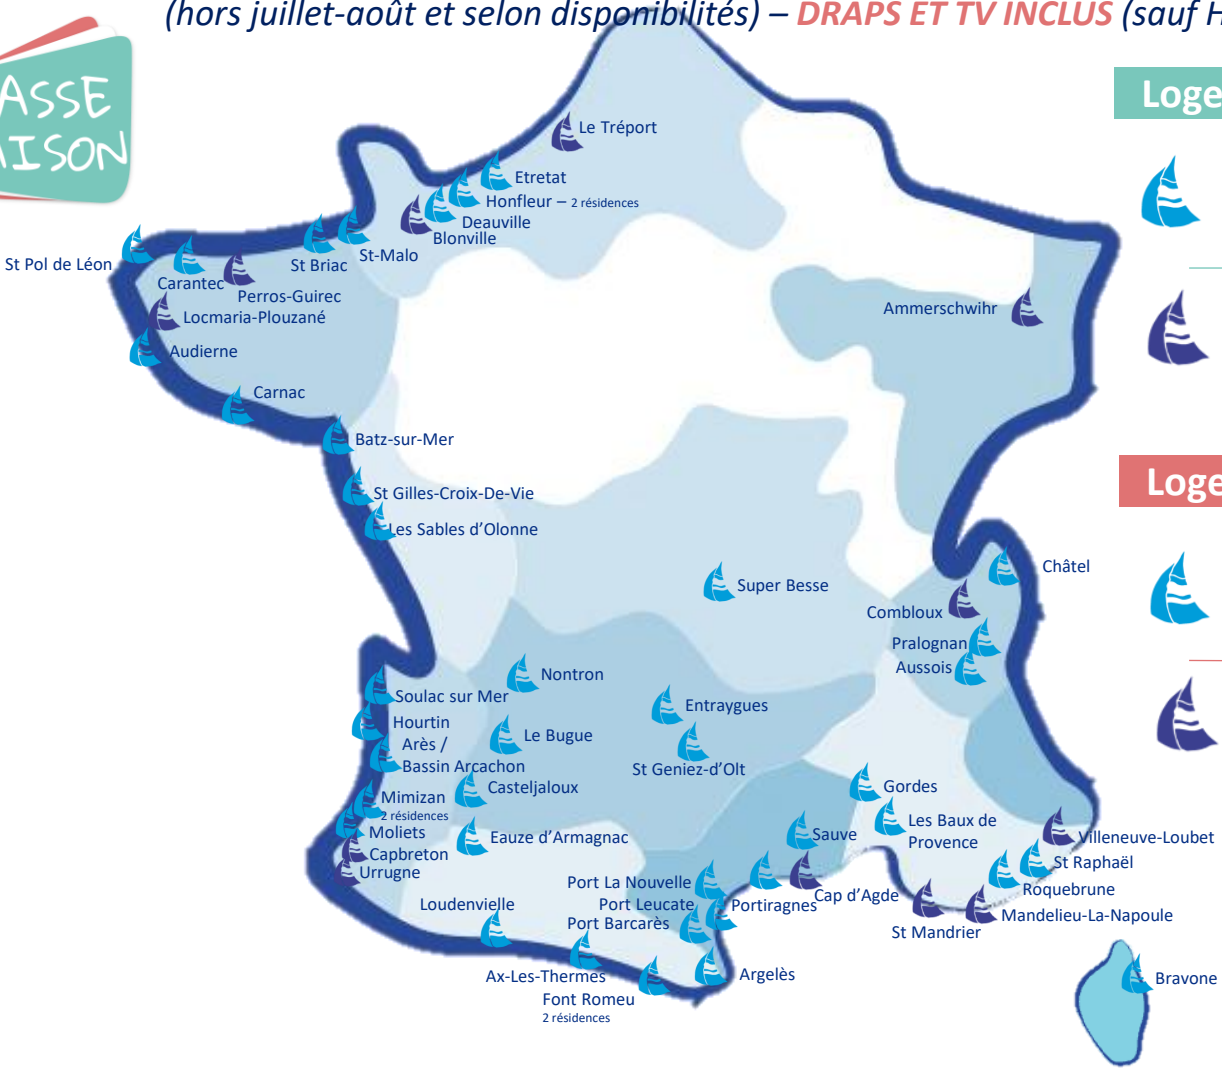 (hors juillet-août et selon disponibilités) – DRAPS ET TV INCLUS (sauf H
ASSE
AISON
Loge
Le Tréport
Etretat
Honfleur – 2 résidences
Deauville
Blonville
St-Malo
St Briac
St Pol de Léon
Carantec
Perros-Guirec
Locmaria-Plouzané
Ammerschwihr
Audierne
Carnac
Batz-sur-Mer
Loge
St Gilles-Croix-De-Vie
Les Sables d'Olonne
Châtel
Super Besse
Combloux
Pralognan
Aussois
Nontron
Soulac sur Mer
Entraygues
Hourtin
Le Bugue
Arès /
Bassin Arcachon
St Geniez-d'Olt
Casteljaloux
Gordes
Mimizan
2 résidences
Les Baux de
Provence
Moliets
Eauze d'Armagnac
Sauve
Villeneuve-Loubet
Capbreton
St Raphaël
Urrugne
Port La Nouvelle
Roquebrune
Cap d'Agde
Loudenvielle
Port Leucate
Portiragnes
Mandelieu-La-Napoule
Port Barcarès
St Mandrier
Ax-Les-Thermes
Argelès
Bravone
Font Romeu
2 résidences